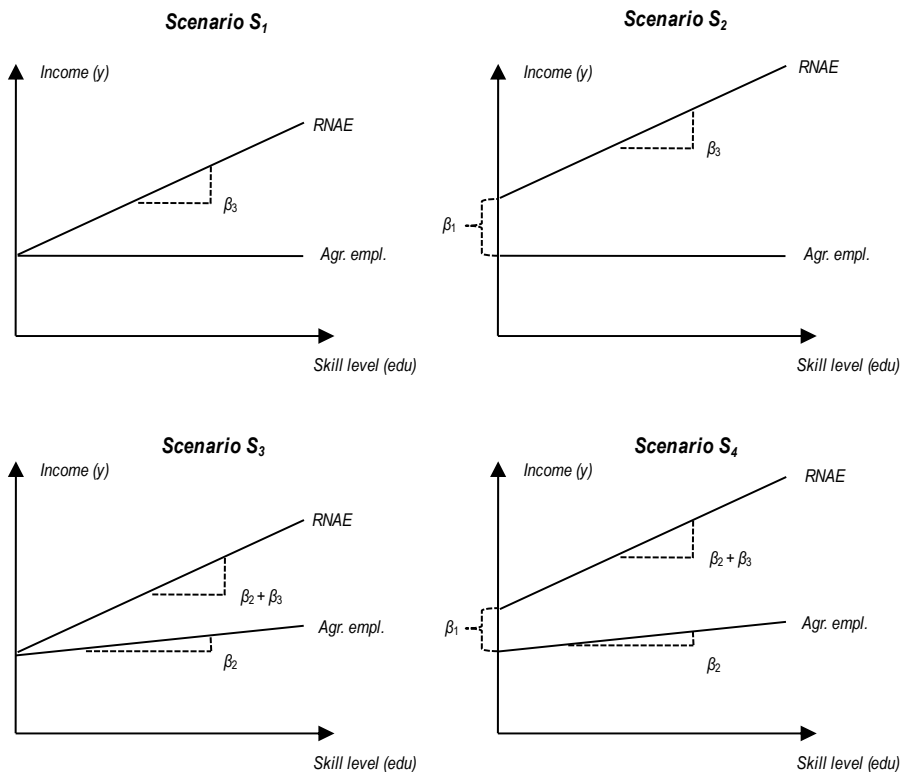 Scenario S1
Income (y)
RNAE
β3
Agr. empl.
Skill level (edu)
Scenario S2
Income (y)
RNAE
β3
β1
Agr. empl.
Skill level (edu)
Scenario S3
Income (y)
RNAE
β2 + β3
Agr. empl.
β2
Skill level (edu)
Scenario S4
Income (y)
RNAE
β2 + β3
β1
Agr. empl.
β2
Skill level (edu)